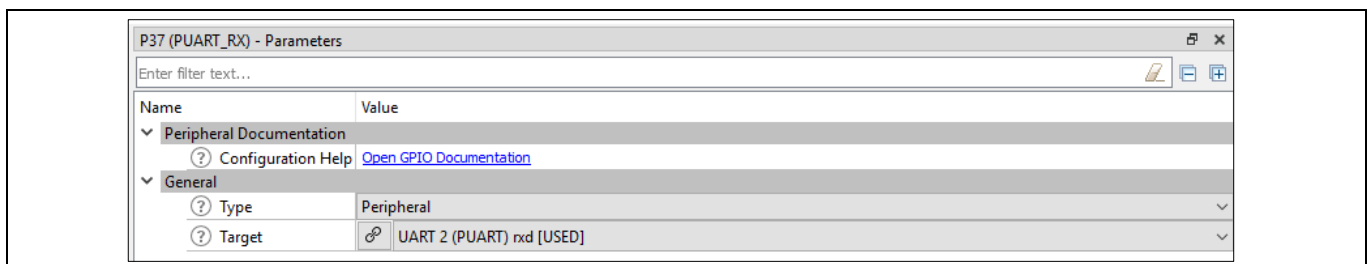 P37 (PUART_RX) - Parameters
Enter filter text...
Name Value
Peripheral Documentation
? Configuration Help Open GPIO Documentation
General
? Type Peripheral
? Target UART 2 (PUART) rxd [USED]